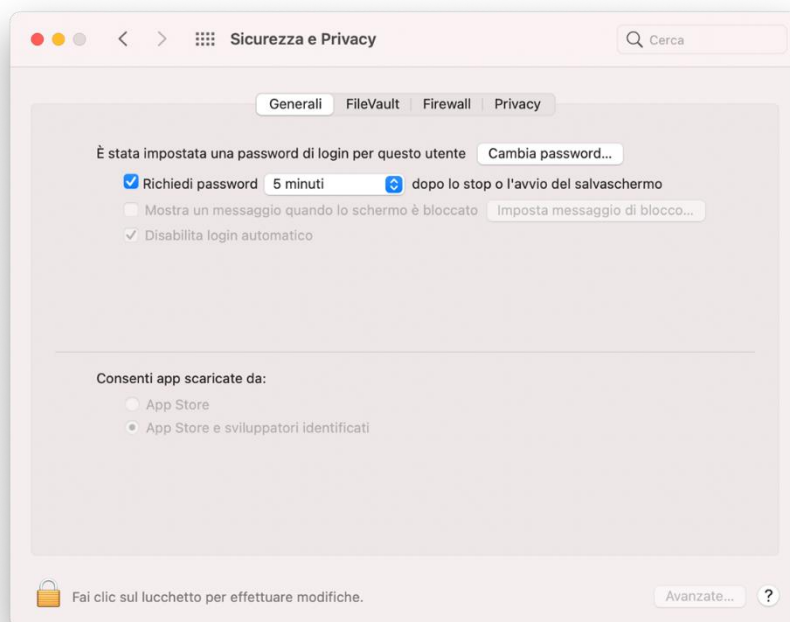 Sicurezza e Privacy
Cerca
Generali FileVault Firewall Privacy
È stata impostata una password di login per questo utente Cambia password...
Richiedi password 5 minuti dopo lo stop o l'avvio del salvaschermo
Mostra un messaggio quando lo schermo è bloccato Imposta messaggio di blocco...
Disabilita login automatico
Consenti app scaricate da:
App Store
App Store e sviluppatori identificati
Fai clic sul lucchetto per effettuare modifiche.
Avanzate... ?